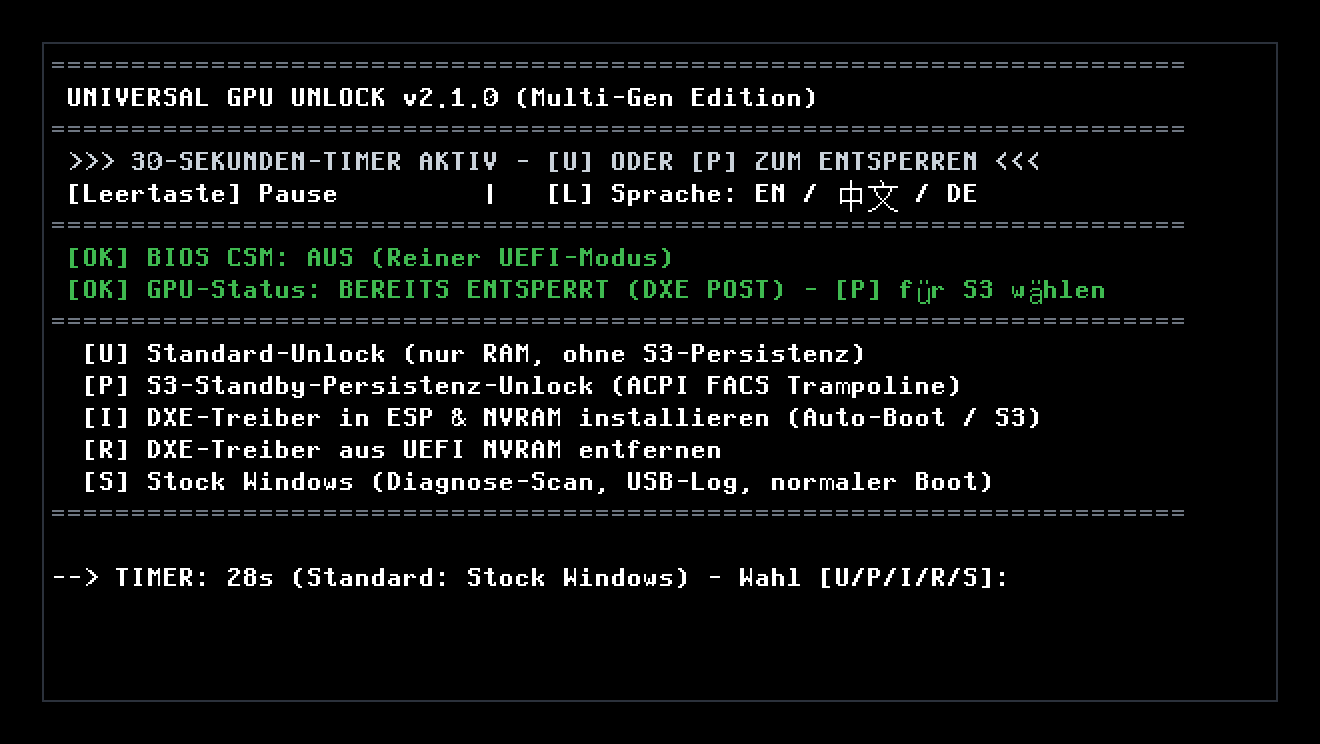 =======================================================================
UNIVERSAL GPU UNLOCK v2.1.0 (Multi-Gen Edition)
=======================================================================
>>> 30-SEKUNDEN-TIMER AKTIV - [U] ODER [P] ZUM ENTSPERREN <<<
[Leertaste] Pause | [L] Sprache: EN / 中文 / DE
=======================================================================
[OK] BIOS CSM: AUS (Reiner UEFI-Modus)
[OK] GPU-Status: BEREITS ENTSPERRT (DXE POST) - [P] für S3 wählen
=======================================================================
[U] Standard-Unlock (nur RAM, ohne S3-Persistenz)
[P] S3-Standby-Persistenz-Unlock (ACPI FACS Trampoline)
[I] DXE-Treiber in ESP & NVRAM installieren (Auto-Boot / S3)
[R] DXE-Treiber aus UEFI NVRAM entfernen
[S] Stock Windows (Diagnose-Scan, USB-Log, normaler Boot)
=======================================================================
--> TIMER: 28s (Standard: Stock Windows) - Wahl [U/P/I/R/S]: